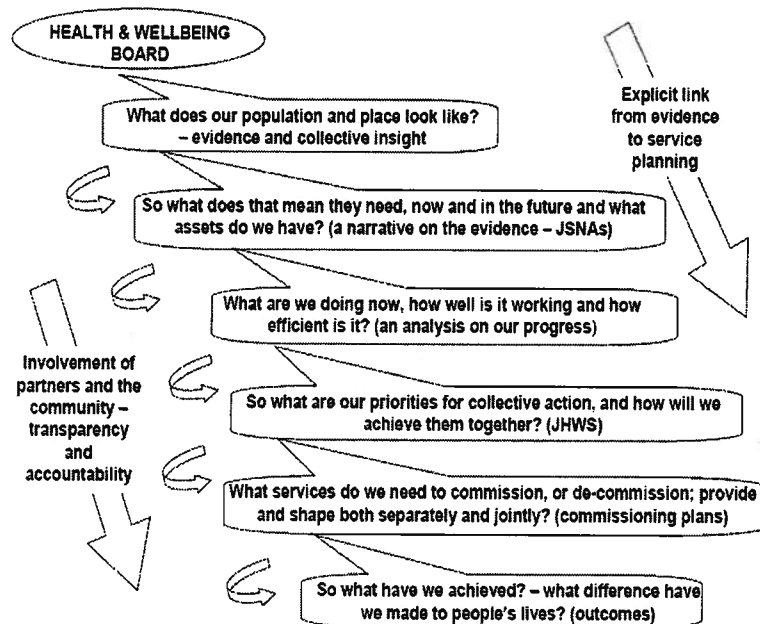 HEALTH & WELLBEING
BOARD
What does our population and place look like?
– evidence and collective insight
Explicit link
from evidence
to service
planning
So what does that mean they need, now and in the future and what
assets do we have? (a narrative on the evidence – JSNAs)
What are we doing now, how well is it working and how
efficient is it? (an analysis on our progress)
Involvement of
partners and the
community –
transparency
and
accountability
So what are our priorities for collective action, and how will we
achieve them together? (JHWS)
What services do we need to commission, or de-commission; provide
and shape both separately and jointly? (commissioning plans)
So what have we achieved? – what difference have
we made to people's lives? (outcomes)